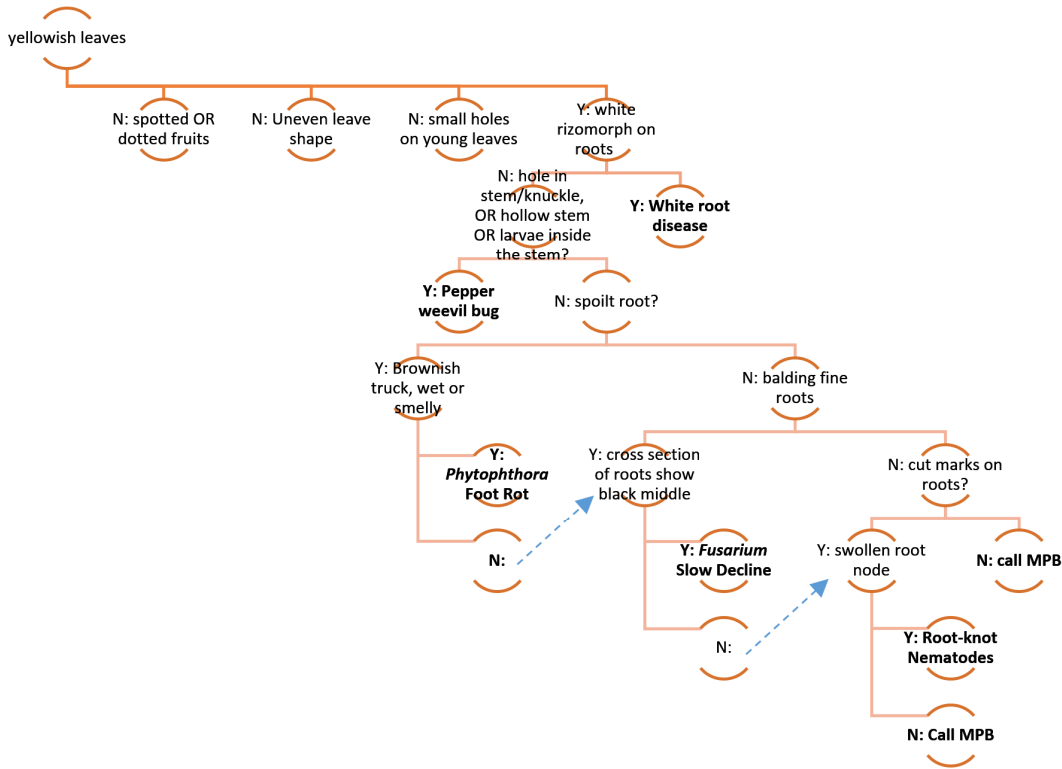 yellowish leaves
N: spotted OR
dotted fruits
N: Uneven leave
shape
N: small holes
on young leaves
Y: white
rizomorph on
roots
N: hole in
stem/knuckle,
OR hollow stem
OR larvae inside
the stem?
Y: White root
disease
Y: Pepper
weevil bug
N: spoilt root?
Y: Brownish
truck, wet or
smelly
N: balding fine
roots
Y:
Phytophthora
Foot Rot
N:
Y: cross section
of roots show
black middle
N: cut marks on
roots?
Y: Fusarium
Slow Decline
N:
Y: swollen root
node
N: call MPB
Y: Root-knot
Nematodes
N: Call MPB